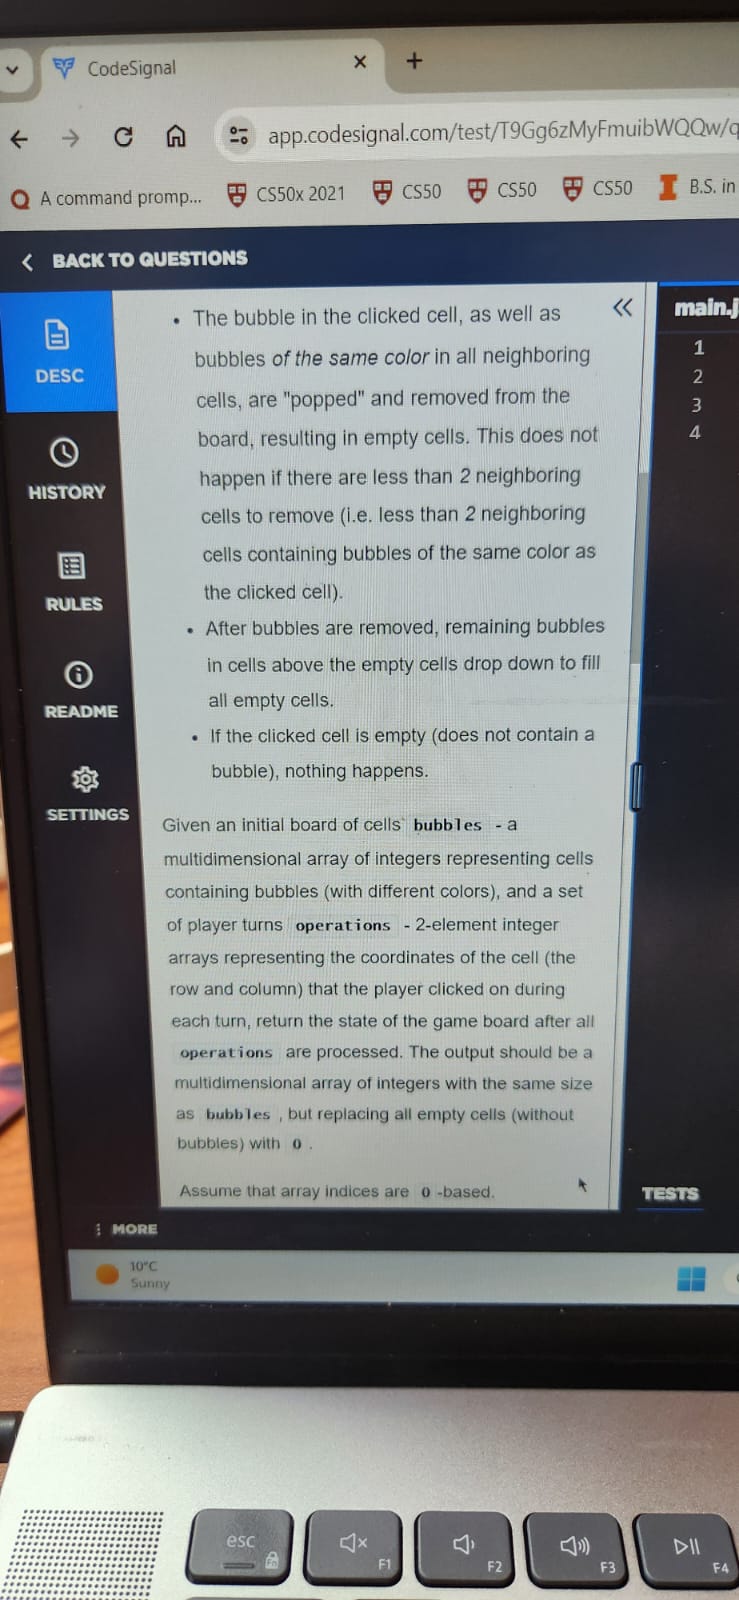 CodeSignal
app.codesignal.com/test/T9Gg6zMyFmuibWQQw/q
A command promp... CS50x 2021 CS50 CS50 CS50 B.S. in
BACK TO QUESTIONS
DESC
HISTORY
RULES
README
SETTINGS
MORE
• The bubble in the clicked cell, as well as
bubbles of the same color in all neighboring
cells, are "popped" and removed from the
board, resulting in empty cells. This does not
happen if there are less than 2 neighboring
cells to remove (i.e. less than 2 neighboring
cells containing bubbles of the same color as
the clicked cell).
• After bubbles are removed, remaining bubbles
in cells above the empty cells drop down to fill
all empty cells.
• If the clicked cell is empty (does not contain a
bubble), nothing happens.
Given an initial board of cells bubbles - a
multidimensional array of integers representing cells
containing bubbles (with different colors), and a set
of player turns operations - 2-element integer
arrays representing the coordinates of the cell (the
row and column) that the player clicked on during
each turn, return the state of the game board after all
operations are processed. The output should be a
multidimensional array of integers with the same size
as bubbles , but replacing all empty cells (without
bubbles) with 0 .
Assume that array indices are 0 -based.
main.j
1
2
3
4
TESTS
10°C
Sunny
esc
Fn
F1
F2
F3
F4